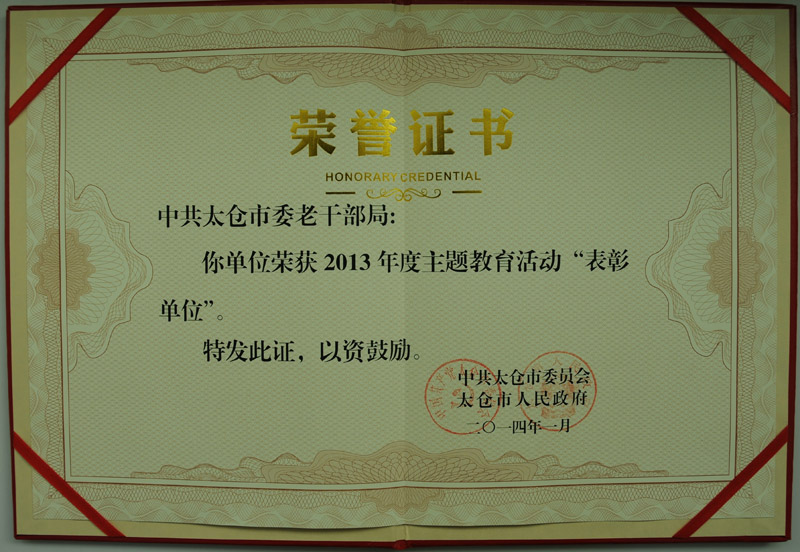 荣誉证书
HONORARY CREDENTIAL
中共太仓市委老干部局：
你单位荣获2013年度主题教育活动“表彰
单位”。
特发此证，以资鼓励。
中共太仓市委员会
太仓市人民政府
二〇一四年一月